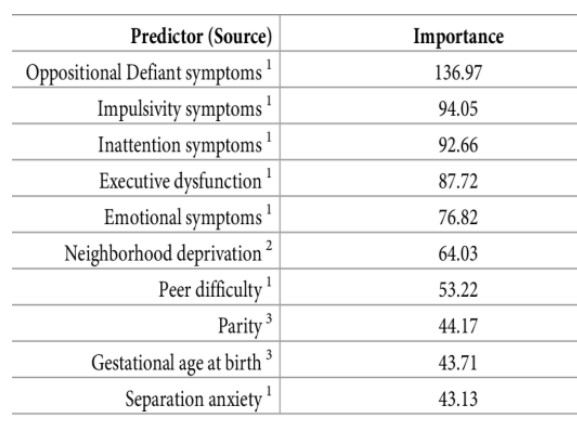 Predictor (Source) Importance
Oppositional Defiant symptoms ¹ 136.97
Impulsivity symptoms ¹ 94.05
Inattention symptoms ¹ 92.66
Executive dysfunction ¹ 87.72
Emotional symptoms ¹ 76.82
Neighborhood deprivation ² 64.03
Peer difficulty ¹ 53.22
Parity ³ 44.17
Gestational age at birth ³ 43.71
Separation anxiety ¹ 43.13